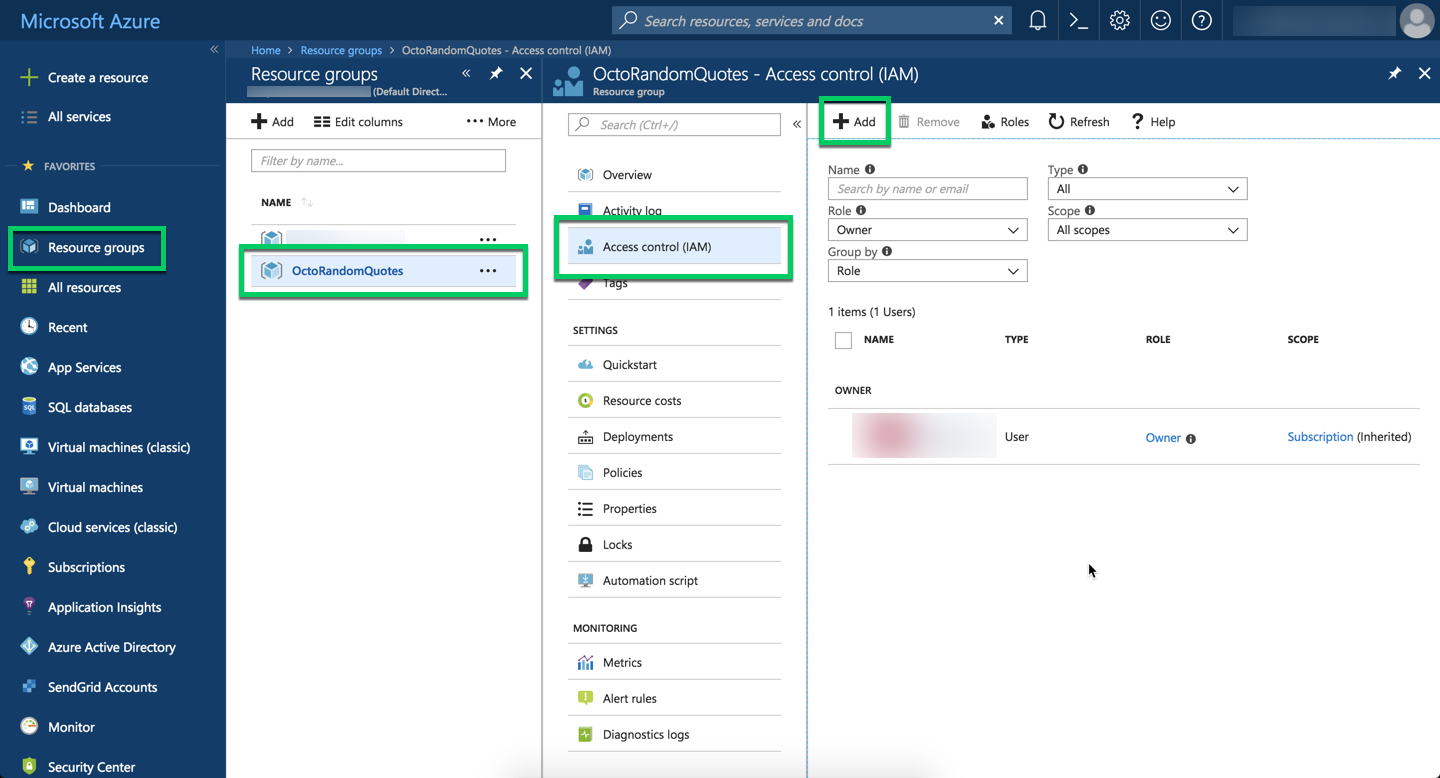 Microsoft Azure
Search resources, services and docs
Create a resource
All services
FAVORITES
Dashboard
Resource groups
All resources
Recent
App Services
SQL databases
Virtual machines (classic)
Virtual machines
Cloud services (classic)
Subscriptions
Application Insights
Azure Active Directory
SendGrid Accounts
Monitor
Security Center
Home > Resource groups > OctoRandomQuotes - Access control (IAM)
Resource groups
(Default Direct...
Add Edit columns More
Filter by name...
NAME
OctoRandomQuotes
OctoRandomQuotes - Access control (IAM)
Resource group
Search (Ctrl+/)
Overview
Activity log
Access control (IAM)
Tags
SETTINGS
Quickstart
Resource costs
Deployments
Policies
Properties
Locks
Automation script
MONITORING
Metrics
Alert rules
Diagnostics logs
Add Remove Roles Refresh Help
Name Type
Search by name or email All
Role Scope
Owner All scopes
Group by
Role
1 items (1 Users)
NAME TYPE ROLE SCOPE
OWNER
User Owner Subscription (Inherited)